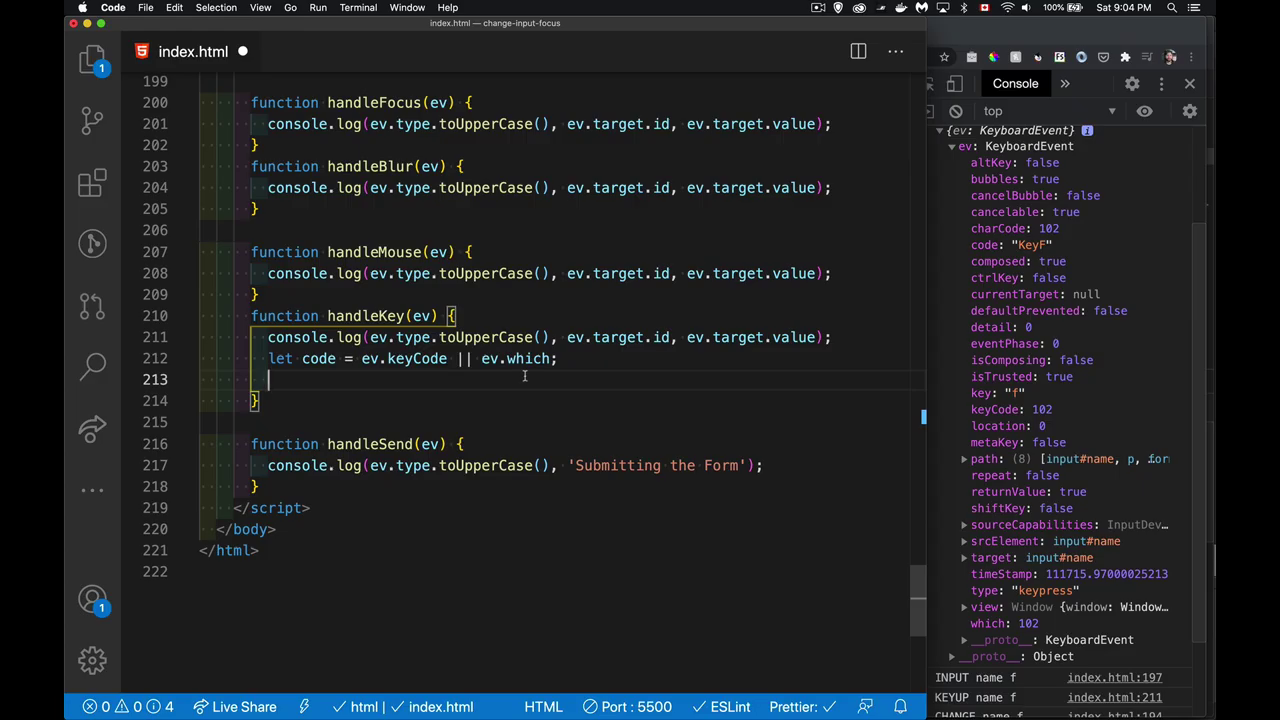 Code File Edit Selection View Go Run Terminal Window Help 100% Sat 9:04 PM
index.html — change-input-focus
index.html
Console
top
199
200 function handleFocus(ev) {
201 console.log(ev.type.toUpperCase(), ev.target.id, ev.target.value);
202 }
203 function handleBlur(ev) {
204 console.log(ev.type.toUpperCase(), ev.target.id, ev.target.value);
205 }
206
207 function handleMouse(ev) {
208 console.log(ev.type.toUpperCase(), ev.target.id, ev.target.value);
209 }
210 function handleKey(ev) {
211 console.log(ev.type.toUpperCase(), ev.target.id, ev.target.value);
212 let code = ev.keyCode || ev.which;
213
214 }
215
216 function handleSend(ev) {
217 console.log(ev.type.toUpperCase(), 'Submitting the Form');
218 }
219 </script>
220 </body>
221 </html>
222
{ev: KeyboardEvent}
ev: KeyboardEvent
altKey: false
bubbles: true
cancelBubble: false
cancelable: true
charCode: 102
code: "KeyF"
composed: true
ctrlKey: false
currentTarget: null
defaultPrevented: false
detail: 0
eventPhase: 0
isComposing: false
isTrusted: true
key: "f"
keyCode: 102
location: 0
metaKey: false
path: (8) [input#name, p, for
repeat: false
returnValue: true
shiftKey: false
sourceCapabilities: InputDev…
srcElement: input#name
target: input#name
timeStamp: 111715.97000025213
type: "keypress"
view: Window {window: Window…
which: 102
__proto__: KeyboardEvent
__proto__: Object
INPUT name f index.html:197
KEYUP name f index.html:211
CHANGE name f index.html:194
1
1
0 0 4 Live Share html | index.html HTML Port : 5500 ESLint Prettier: